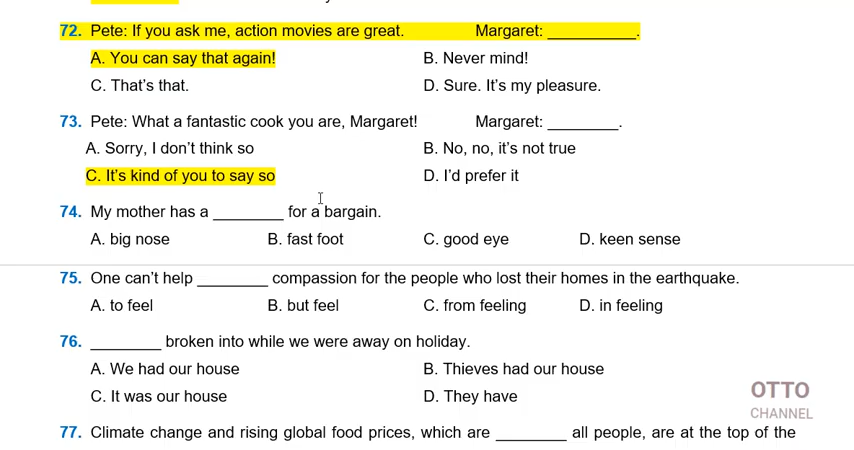 72. Pete: If you ask me, action movies are great. Margaret: __________.
A. You can say that again! B. Never mind!
C. That's that. D. Sure. It's my pleasure.
73. Pete: What a fantastic cook you are, Margaret! Margaret: ________.
A. Sorry, I don't think so B. No, no, it's not true
C. It's kind of you to say so D. I'd prefer it
74. My mother has a ________ for a bargain.
A. big nose B. fast foot C. good eye D. keen sense
75. One can't help ________ compassion for the people who lost their homes in the earthquake.
A. to feel B. but feel C. from feeling D. in feeling
76. ________ broken into while we were away on holiday.
A. We had our house B. Thieves had our house
C. It was our house D. They have
OTTO
CHANNEL
77. Climate change and rising global food prices, which are ________ all people, are at the top of the